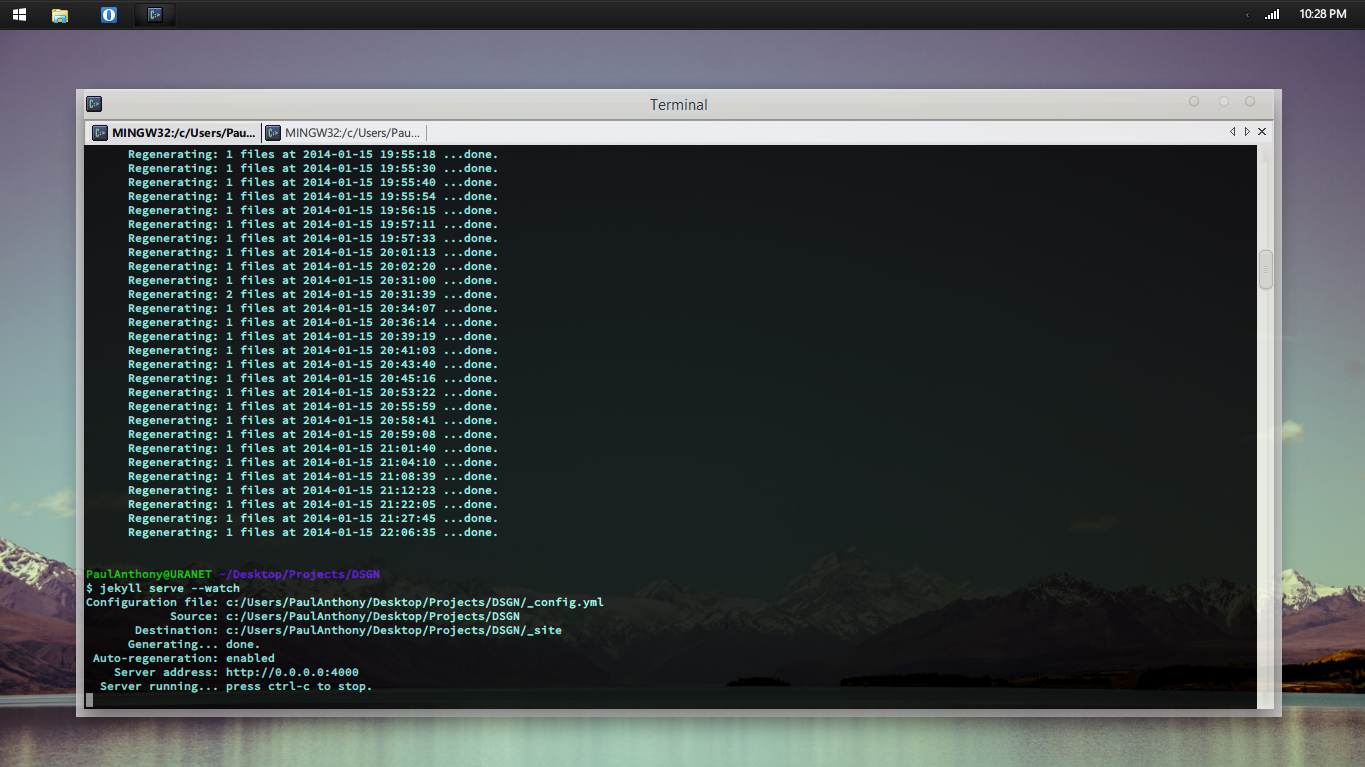 10:28 PM
Terminal
MINGW32:/c/Users/Pau... MINGW32:/c/Users/Pau...
Regenerating: 1 files at 2014-01-15 19:55:18 ...done.
Regenerating: 1 files at 2014-01-15 19:55:30 ...done.
Regenerating: 1 files at 2014-01-15 19:55:40 ...done.
Regenerating: 1 files at 2014-01-15 19:55:54 ...done.
Regenerating: 1 files at 2014-01-15 19:56:15 ...done.
Regenerating: 1 files at 2014-01-15 19:57:11 ...done.
Regenerating: 1 files at 2014-01-15 19:57:33 ...done.
Regenerating: 1 files at 2014-01-15 20:01:13 ...done.
Regenerating: 1 files at 2014-01-15 20:02:20 ...done.
Regenerating: 1 files at 2014-01-15 20:31:00 ...done.
Regenerating: 2 files at 2014-01-15 20:31:39 ...done.
Regenerating: 1 files at 2014-01-15 20:34:07 ...done.
Regenerating: 1 files at 2014-01-15 20:36:14 ...done.
Regenerating: 1 files at 2014-01-15 20:39:19 ...done.
Regenerating: 1 files at 2014-01-15 20:41:03 ...done.
Regenerating: 1 files at 2014-01-15 20:43:40 ...done.
Regenerating: 1 files at 2014-01-15 20:45:16 ...done.
Regenerating: 1 files at 2014-01-15 20:53:22 ...done.
Regenerating: 1 files at 2014-01-15 20:55:59 ...done.
Regenerating: 1 files at 2014-01-15 20:58:41 ...done.
Regenerating: 1 files at 2014-01-15 20:59:08 ...done.
Regenerating: 1 files at 2014-01-15 21:01:40 ...done.
Regenerating: 1 files at 2014-01-15 21:04:10 ...done.
Regenerating: 1 files at 2014-01-15 21:08:39 ...done.
Regenerating: 1 files at 2014-01-15 21:12:23 ...done.
Regenerating: 1 files at 2014-01-15 21:22:05 ...done.
Regenerating: 1 files at 2014-01-15 21:27:45 ...done.
Regenerating: 1 files at 2014-01-15 22:06:35 ...done.
PaulAnthony@URANET ~/Desktop/Projects/DSGN
$ jekyll serve --watch
Configuration file: c:/Users/PaulAnthony/Desktop/Projects/DSGN/_config.yml
Source: c:/Users/PaulAnthony/Desktop/Projects/DSGN
Destination: c:/Users/PaulAnthony/Desktop/Projects/DSGN/_site
Generating... done.
Auto-regeneration: enabled
Server address: http://0.0.0.0:4000
Server running... press ctrl-c to stop.